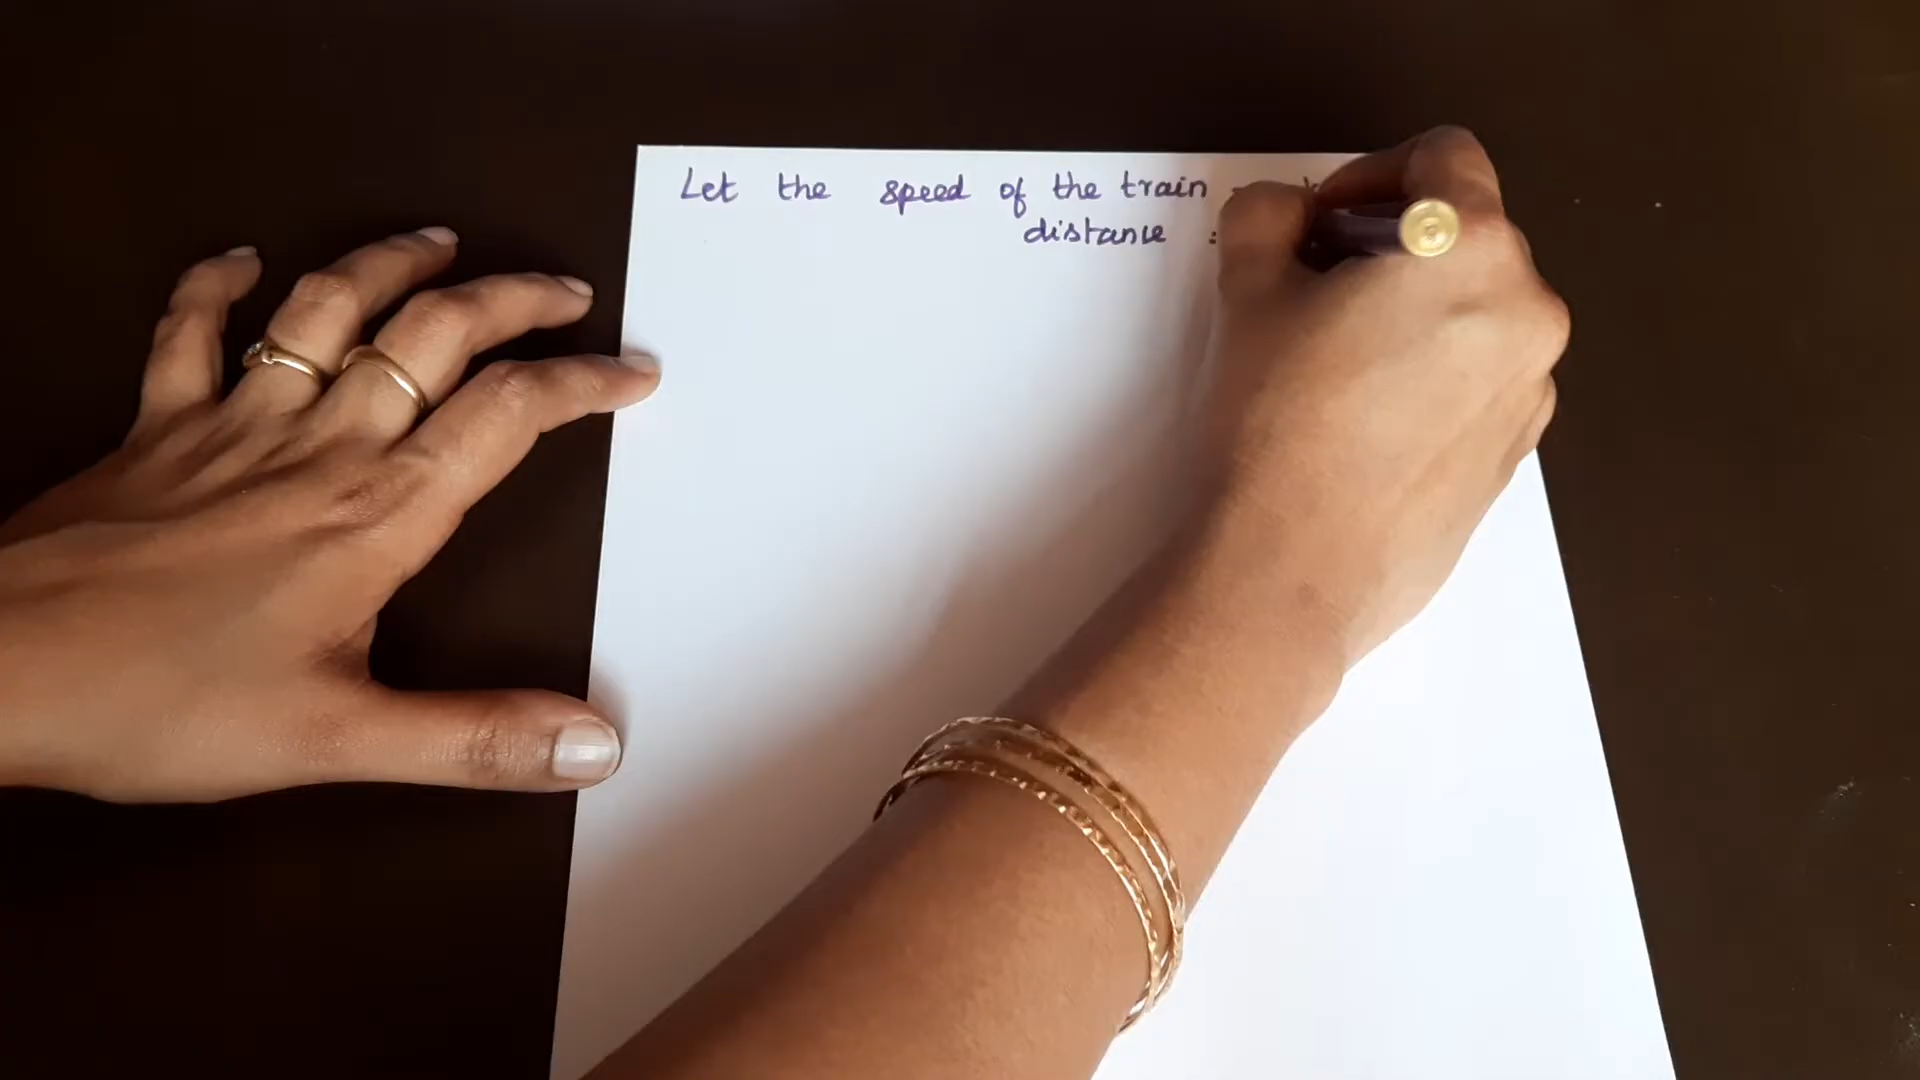 Let the speed of the train
distance :